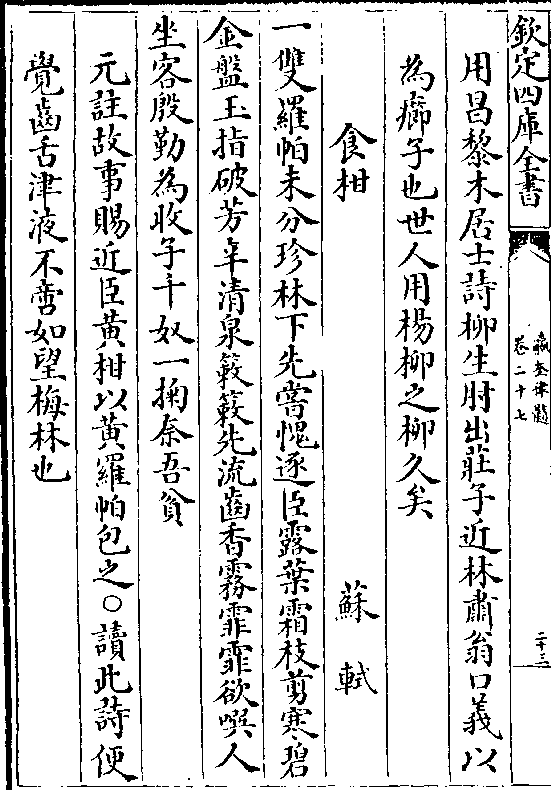 欽定四庫全書
瀛奎律髓
卷二十七
二十三
用昌黎木居士詩柳生肘出莊子近林肅翁口義以
為瘤子也世人用楊柳之柳久矣
食柑
蘇軾
一雙羅帕未分珍林下先嘗愧逐臣露葉霜枝剪寒碧
金盤玉指破芳辛清泉簌簌先流齒香霧霏霏欲噀人
坐客殷勤為收子千奴一掬奈吾貧
元註故事賜近臣黃柑以黃羅帕包之○讀此詩便
覺齒舌津液不啻如望梅林也